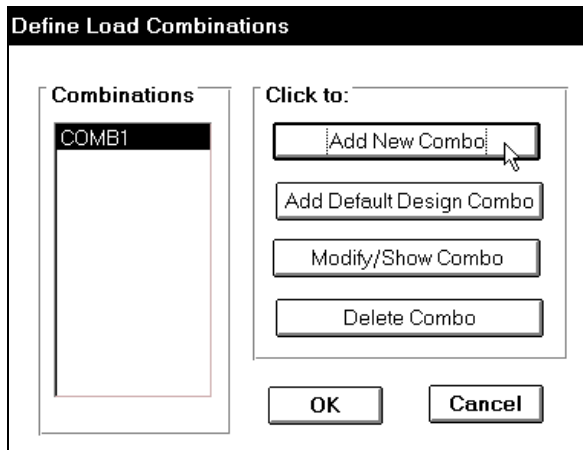 Define Load Combinations
Combinations
COMB1
Click to:
Add New Combo
Add Default Design Combo
Modify/Show Combo
Delete Combo
OK
Cancel